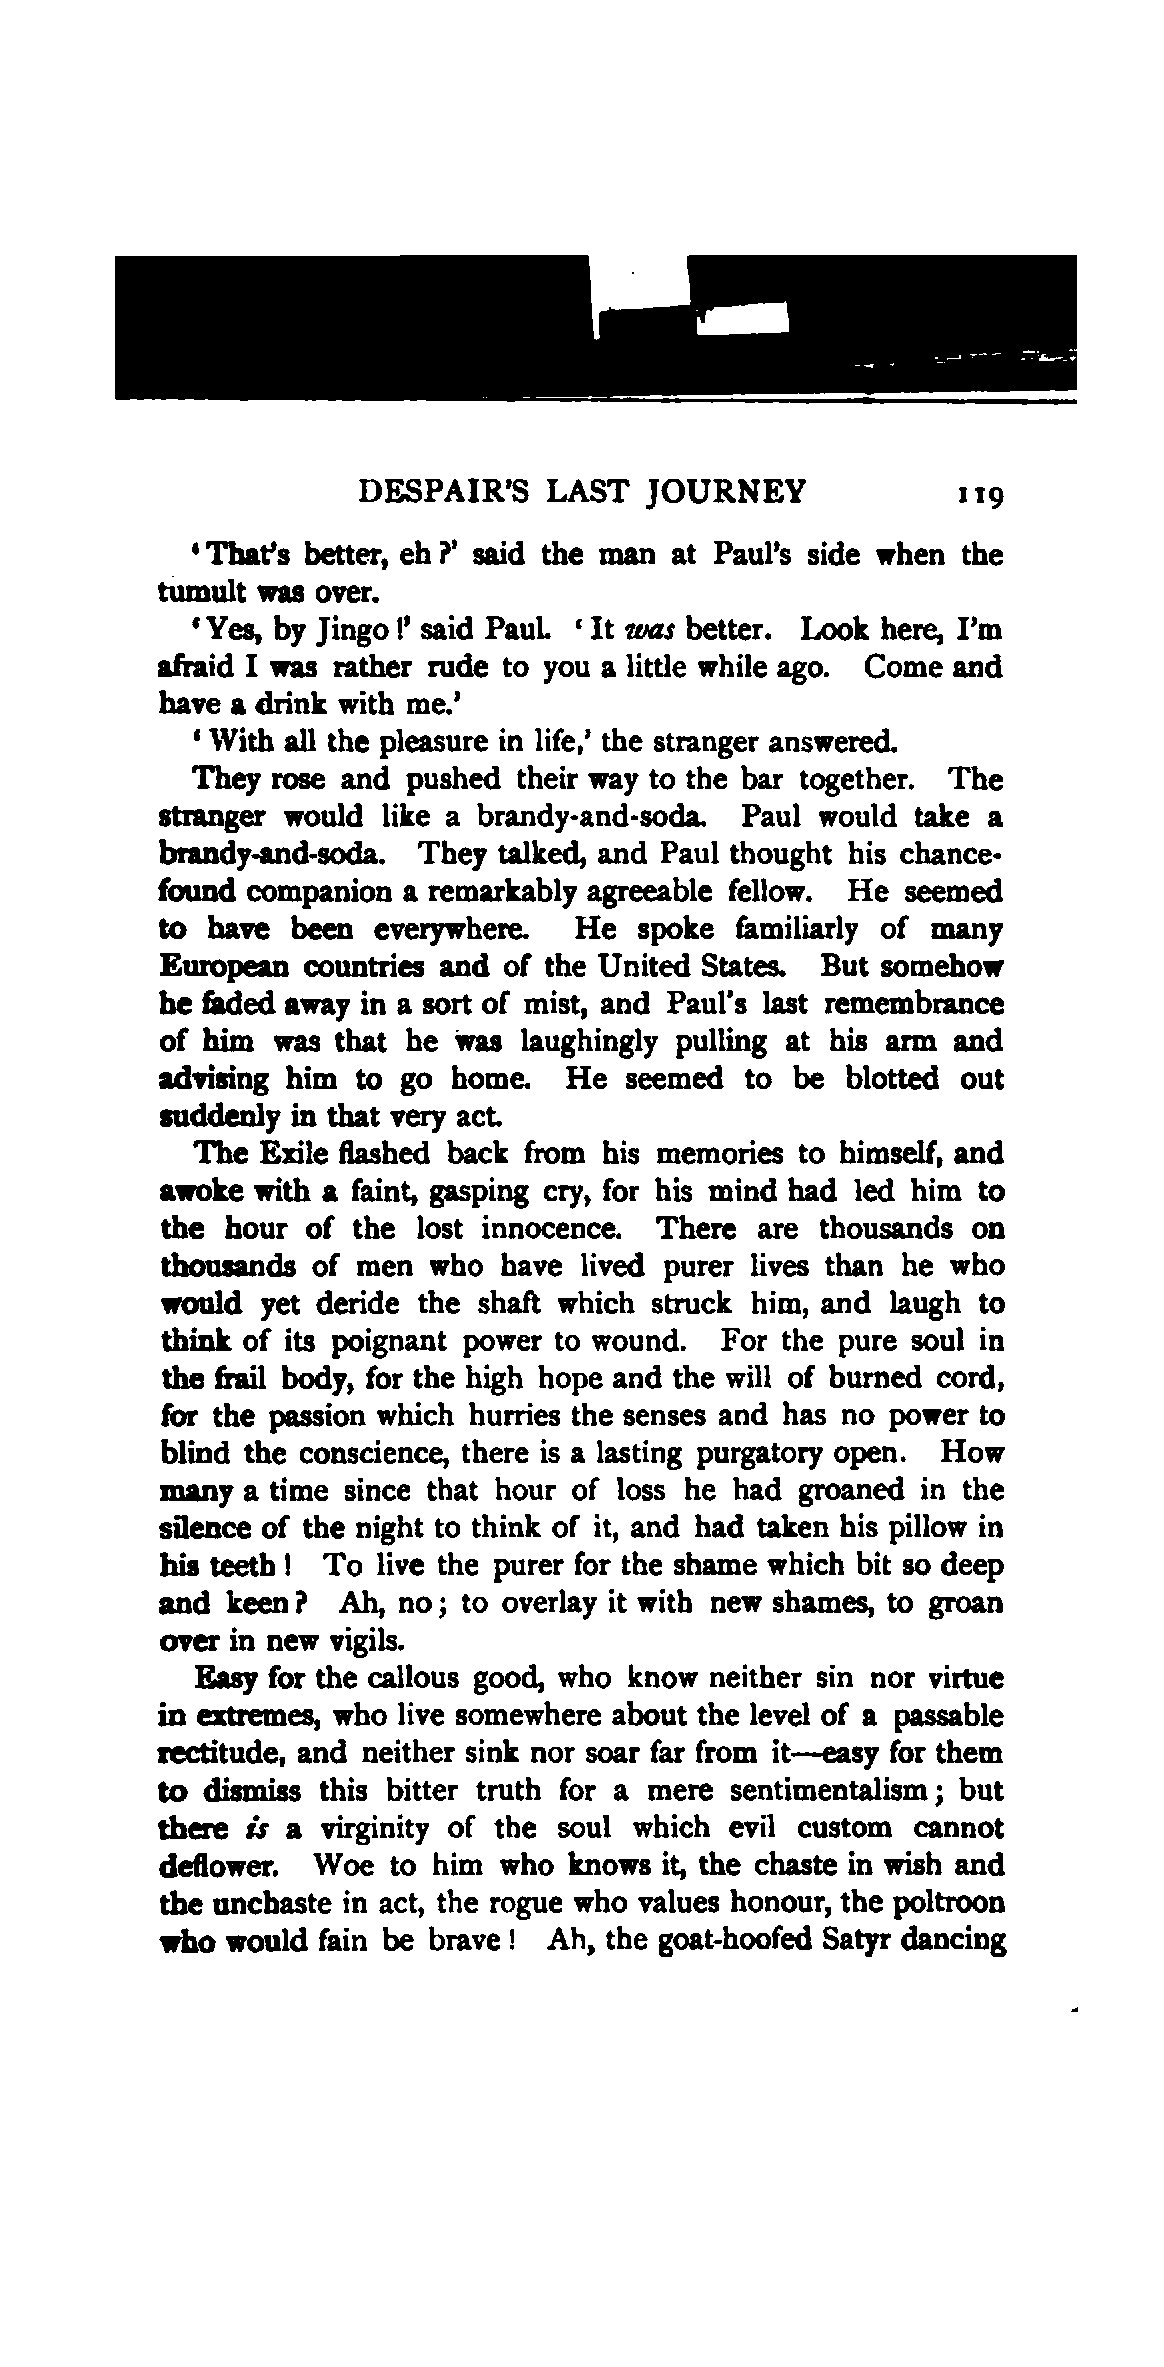 DESPAIR'S LAST JOURNEY 119
'That's better, eh?' said the man at Paul's side when the
tumult was over.
'Yes, by Jingo!' said Paul. 'It was better. Look here, I'm
afraid I was rather rude to you a little while ago. Come and
have a drink with me.'
'With all the pleasure in life,' the stranger answered.
They rose and pushed their way to the bar together. The
stranger would like a brandy-and-soda. Paul would take a
brandy-and-soda. They talked, and Paul thought his chance-
found companion a remarkably agreeable fellow. He seemed
to have been everywhere. He spoke familiarly of many
European countries and of the United States. But somehow
he faded away in a sort of mist, and Paul's last remembrance
of him was that he was laughingly pulling at his arm and
advising him to go home. He seemed to be blotted out
suddenly in that very act.
The Exile flashed back from his memories to himself, and
awoke with a faint, gasping cry, for his mind had led him to
the hour of the lost innocence. There are thousands on
thousands of men who have lived purer lives than he who
would yet deride the shaft which struck him, and laugh to
think of its poignant power to wound. For the pure soul in
the frail body, for the high hope and the will of burned cord,
for the passion which hurries the senses and has no power to
blind the conscience, there is a lasting purgatory open. How
many a time since that hour of loss he had groaned in the
silence of the night to think of it, and had taken his pillow in
his teeth! To live the purer for the shame which bit so deep
and keen? Ah, no; to overlay it with new shames, to groan
over in new vigils.
Easy for the callous good, who know neither sin nor virtue
in extremes, who live somewhere about the level of a passable
rectitude, and neither sink nor soar far from it—easy for them
to dismiss this bitter truth for a mere sentimentalism; but
there is a virginity of the soul which evil custom cannot
deflower. Woe to him who knows it, the chaste in wish and
the unchaste in act, the rogue who values honour, the poltroon
who would fain be brave! Ah, the goat-hoofed Satyr dancing